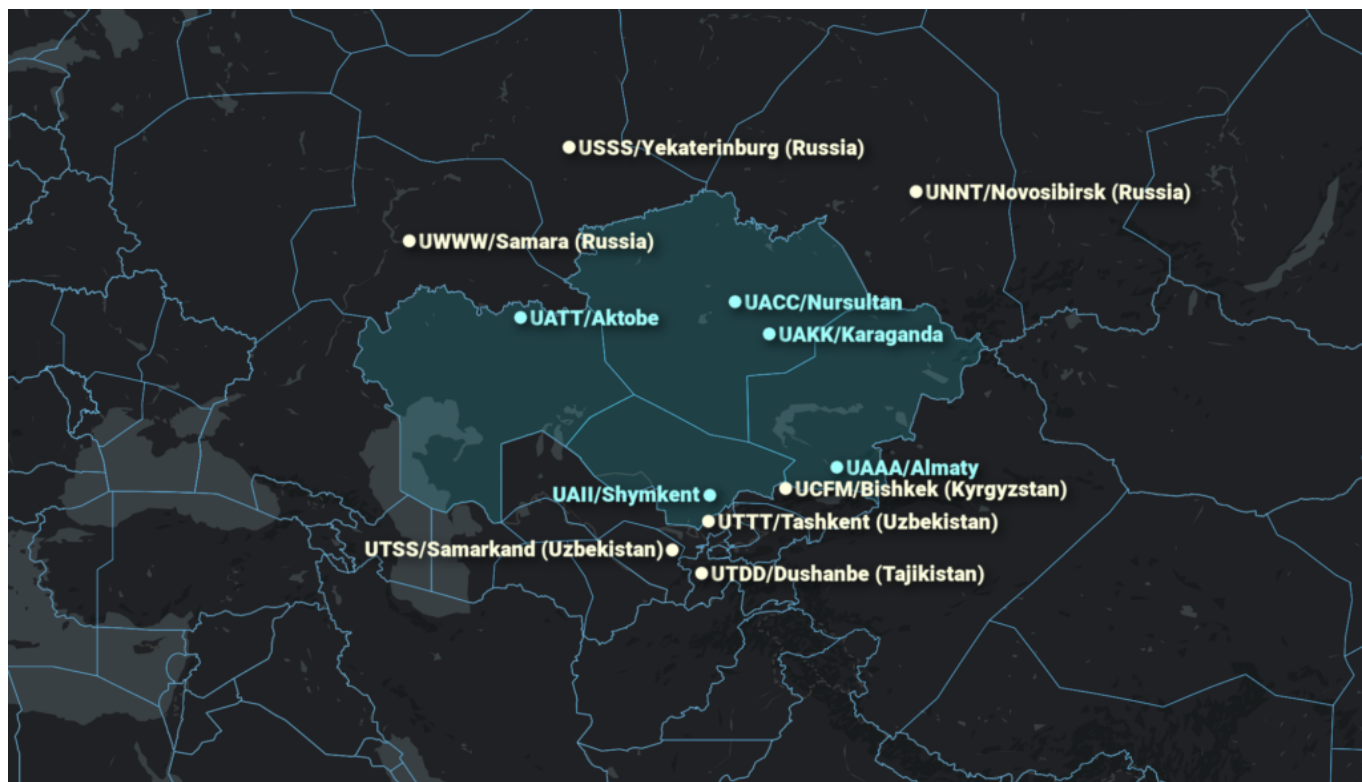 USSS/Yekaterinburg (Russia)
UNNT/Novosibirsk (Russia)
UWWW/Samara (Russia)
UACC/Nursultan
UATT/Aktobe
UAKK/Karaganda
UAAA/Almaty
UCFM/Bishkek (Kyrgyzstan)
UAII/Shymkent
UTTT/Tashkent (Uzbekistan)
UTSS/Samarkand (Uzbekistan)
UTDD/Dushanbe (Tajikistan)